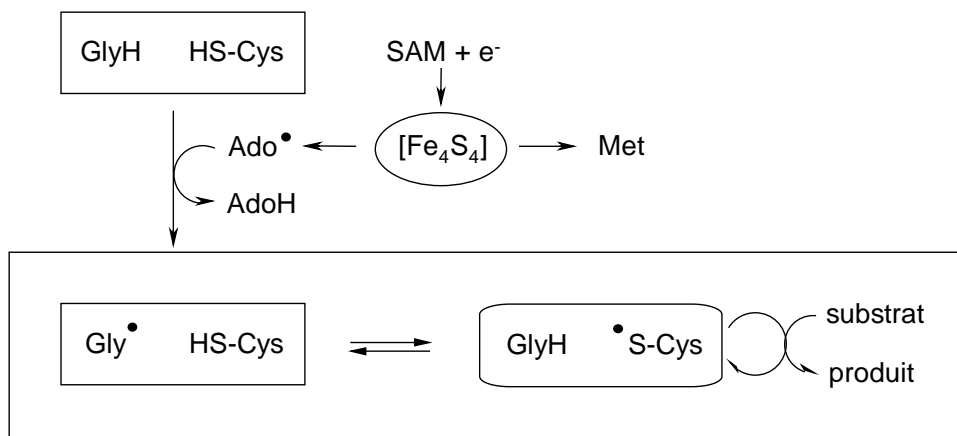 GlyH HS-Cys SAM + e⁻
Ado• [Fe₄S₄] Met
AdoH
Gly• HS-Cys GlyH •S-Cys substrat
produit